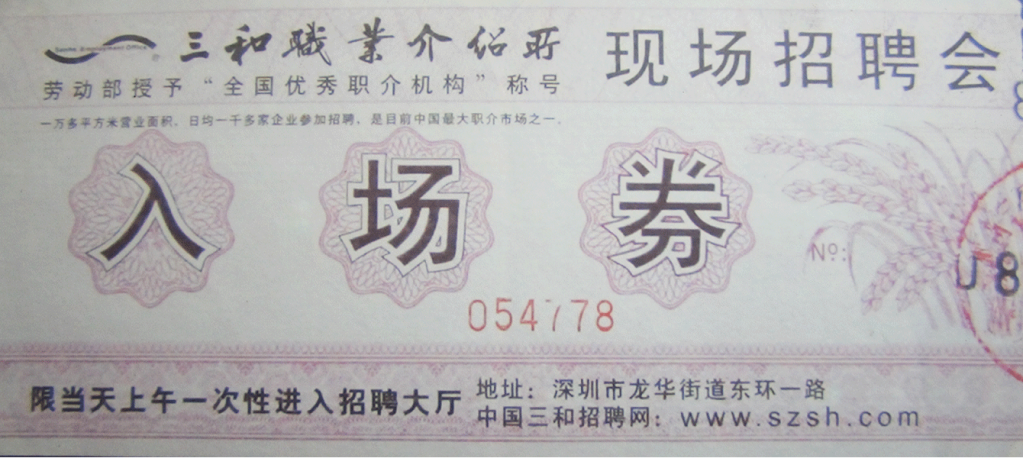 三和職業介绍所
现场招聘会
Sanhe Employment Office
劳动部授予“全国优秀职介机构”称号
一万多平方米营业面积，日均一千多家企业参加招聘，是目前中国最大职介市场之一。
入场券
№:
054778
限当天上午一次性进入招聘大厅
地址：深圳市龙华街道东环一路
中国三和招聘网：www.szsh.com